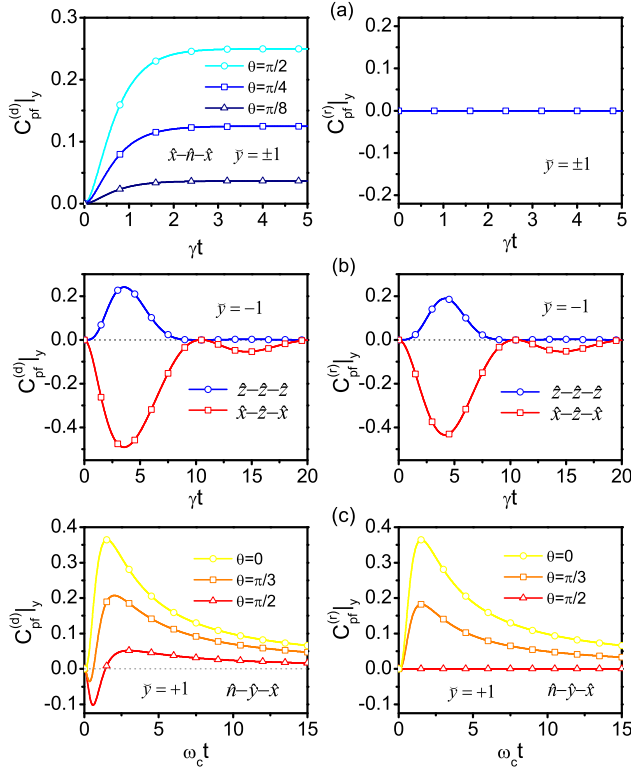 (a)
0.3
0.2
0.1
0.0
C_pf^(d)|_y
θ=π/2
θ=π/4
θ=π/8
x̂–n̂–x̂ ȳ=±1
0 1 2 3 4 5
γt
0.2
0.1
0.0
-0.1
-0.2
C_pf^(r)|_y
ȳ=±1
0 1 2 3 4 5
γt
(b)
0.2
0.0
-0.2
-0.4
C_pf^(d)|_y
ȳ=−1
ẑ–ẑ–ẑ
x̂–ẑ–x̂
0 5 10 15 20
γt
0.2
0.0
-0.2
-0.4
C_pf^(r)|_y
ȳ=−1
ẑ–ẑ–ẑ
x̂–ẑ–x̂
0 5 10 15 20
γt
(c)
0.4
0.3
0.2
0.1
0.0
-0.1
C_pf^(d)|_y
θ=0
θ=π/3
θ=π/2
ȳ=+1 n̂–ŷ–x̂
0 5 10 15
ω_c t
0.4
0.3
0.2
0.1
0.0
-0.1
C_pf^(r)|_y
θ=0
θ=π/3
θ=π/2
ȳ=+1 n̂–ŷ–x̂
0 5 10 15
ω_c t